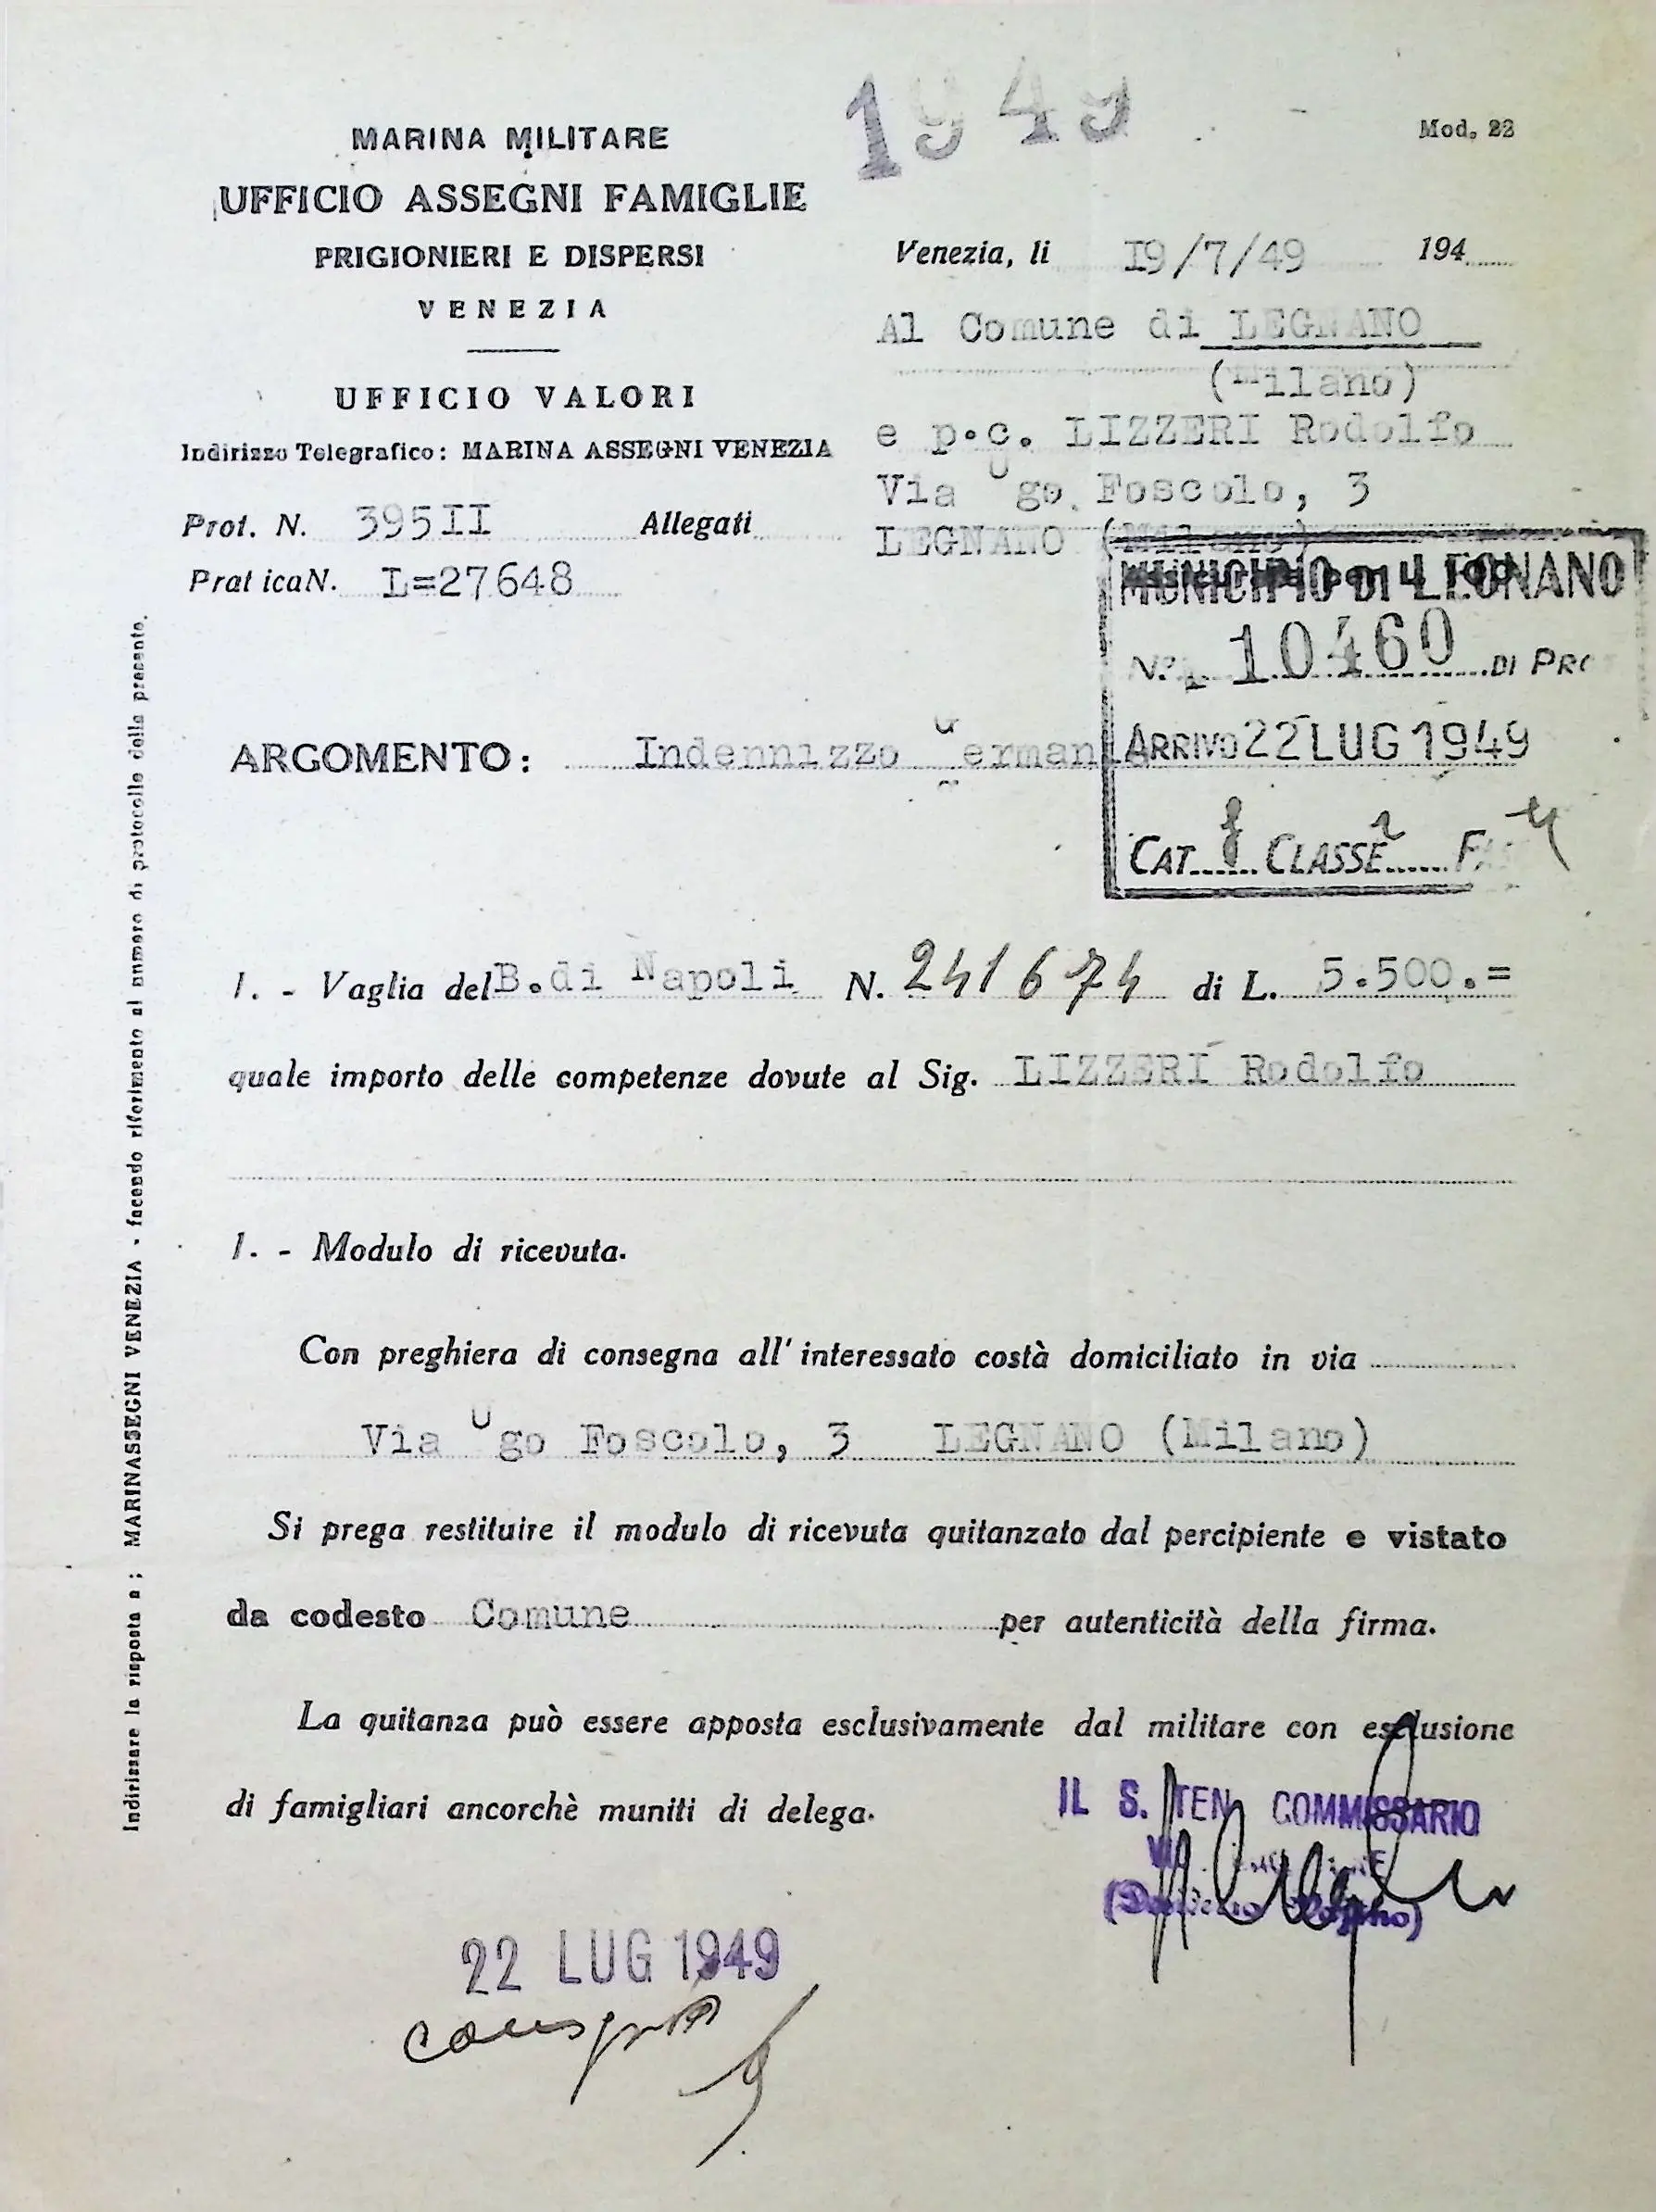 1949
MARINA MILITARE
Mod. 23
UFFICIO ASSEGNI FAMIGLIE
PRIGIONIERI E DISPERSI
VENEZIA
UFFICIO VALORI
Indirizzo Telegrafico: MARINA ASSEGNI VENEZIA
Prot. N. 395II Allegati
Prat icaN. L=27648
Venezia, li I9/7/49 194
Al Comune di LEGNANO
(Milano)
e p.c. LIZZERI Rodolfo
Via Ugo Foscolo, 3
LEGNANO (Milano)
MUNICIPIO DI LEGNANO
N. 10460 DI PRO
ARRIVO 22 LUG 1949
CAT. CLASSE
ARGOMENTO: Indennizzo Germania
1. - Vaglia del B.di Napoli N. 241674 di L. 5.500.=
quale importo delle competenze dovute al Sig. LIZZERI Rodolfo
1. - Modulo di ricevuta.
Con preghiera di consegna all' interessato costà domiciliato in via
Via Ugo Foscolo, 3 LEGNANO (Milano)
Si prega restituire il modulo di ricevuta quitanzato dal percipiente e vistato
da codesto Comune per autenticità della firma.
La quitanza può essere apposta esclusivamente dal militare con esclusione
di famigliari ancorchè muniti di delega.
IL S. TEN. COMMISSARIO
22 LUG 1949
Indirizzare la risposta a; MARINASSEGNI VENEZIA - facendo riferimento al numero di protocollo della presente.